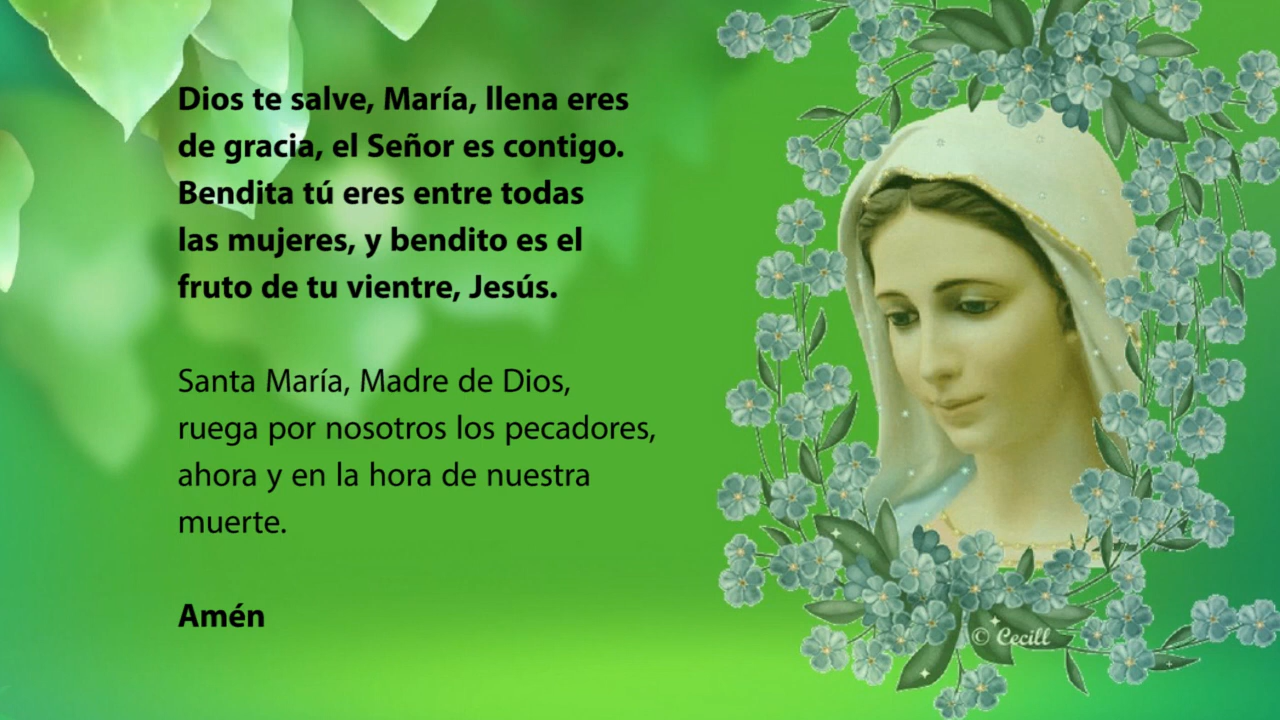 Dios te salve, María, llena eres
de gracia, el Señor es contigo.
Bendita tú eres entre todas
las mujeres, y bendito es el
fruto de tu vientre, Jesús.
Santa María, Madre de Dios,
ruega por nosotros los pecadores,
ahora y en la hora de nuestra
muerte.
Amén
© Cecill